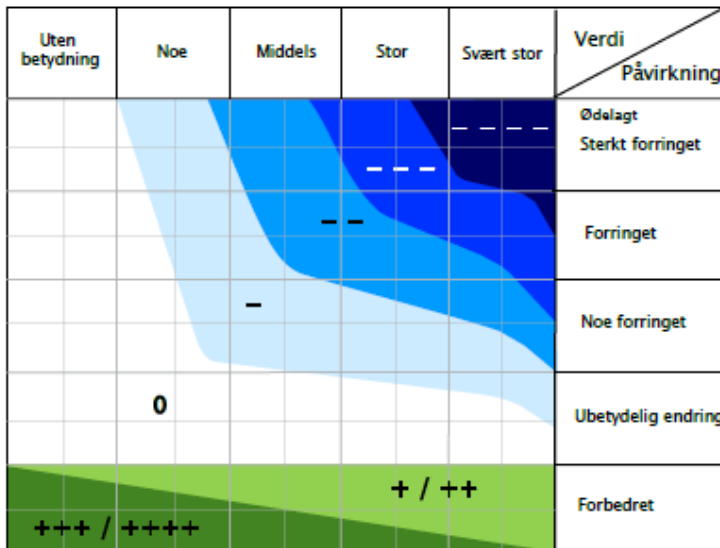 Uten
betydning
Noe
Middels
Stor
Svært stor
Verdi
Påvirkning
Ødelagt
Sterkt forringet
– – – –
– – –
– –
Forringet
–
Noe forringet
0
Ubetydelig endring
+ / ++
Forbedret
+++ / ++++